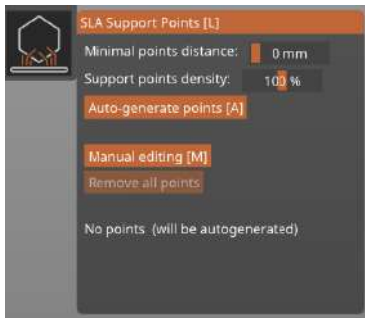 SLA Support Points [L]
Minimal points distance: 0 mm
Support points density: 100 %
Auto-generate points [A]
Manual editing [M]
Remove all points
No points (will be autogenerated)